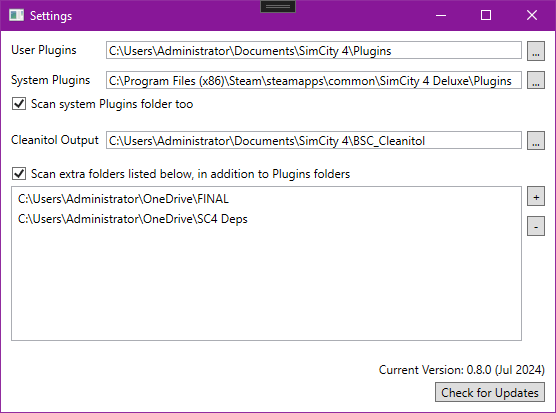 Settings
User Plugins C:\Users\Administrator\Documents\SimCity 4\Plugins ...
System Plugins C:\Program Files (x86)\Steam\steamapps\common\SimCity 4 Deluxe\Plugins ...
Scan system Plugins folder too
Cleanitol Output C:\Users\Administrator\Documents\SimCity 4\BSC_Cleanitol ...
Scan extra folders listed below, in addition to Plugins folders
C:\Users\Administrator\OneDrive\FINAL +
C:\Users\Administrator\OneDrive\SC4 Deps
-
Current Version: 0.8.0 (Jul 2024)
Check for Updates